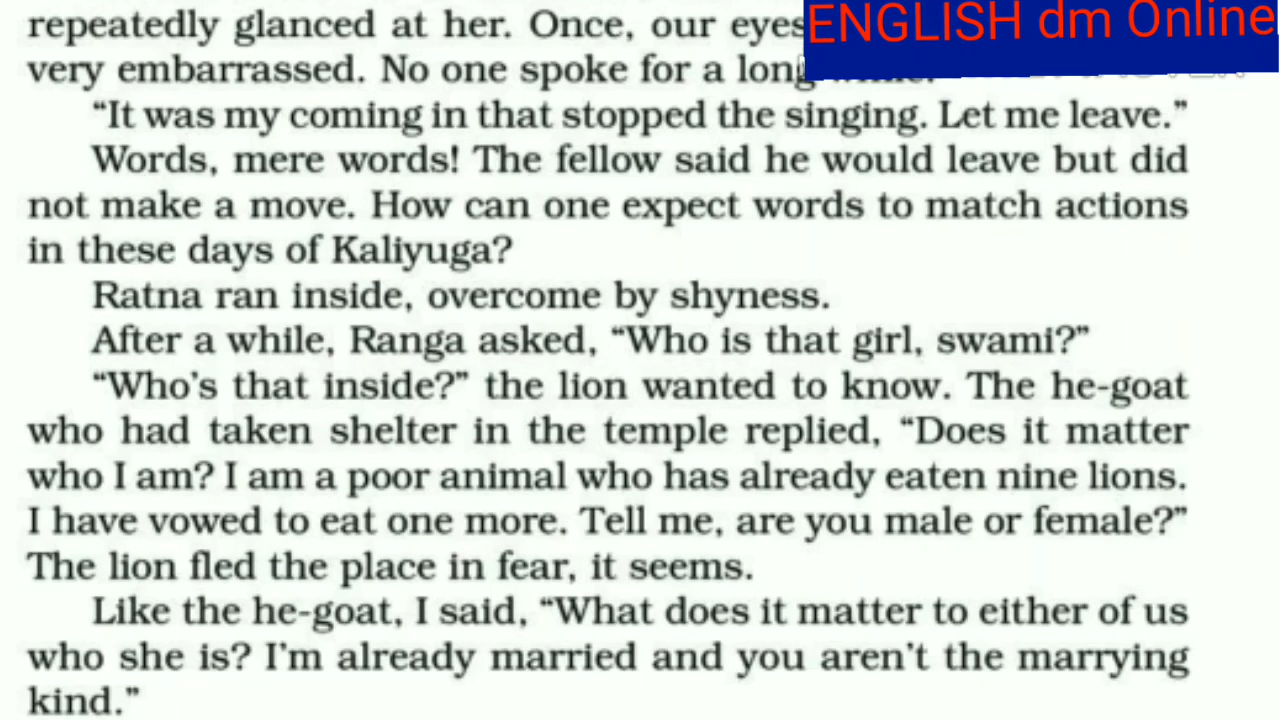 repeatedly glanced at her. Once, our eyes
ENGLISH dm Online
very embarrassed. No one spoke for a long
“It was my coming in that stopped the singing. Let me leave.”
Words, mere words! The fellow said he would leave but did
not make a move. How can one expect words to match actions
in these days of Kaliyuga?
Ratna ran inside, overcome by shyness.
After a while, Ranga asked, “Who is that girl, swami?”
“Who’s that inside?” the lion wanted to know. The he-goat
who had taken shelter in the temple replied, “Does it matter
who I am? I am a poor animal who has already eaten nine lions.
I have vowed to eat one more. Tell me, are you male or female?”
The lion fled the place in fear, it seems.
Like the he-goat, I said, “What does it matter to either of us
who she is? I’m already married and you aren’t the marrying
kind.”